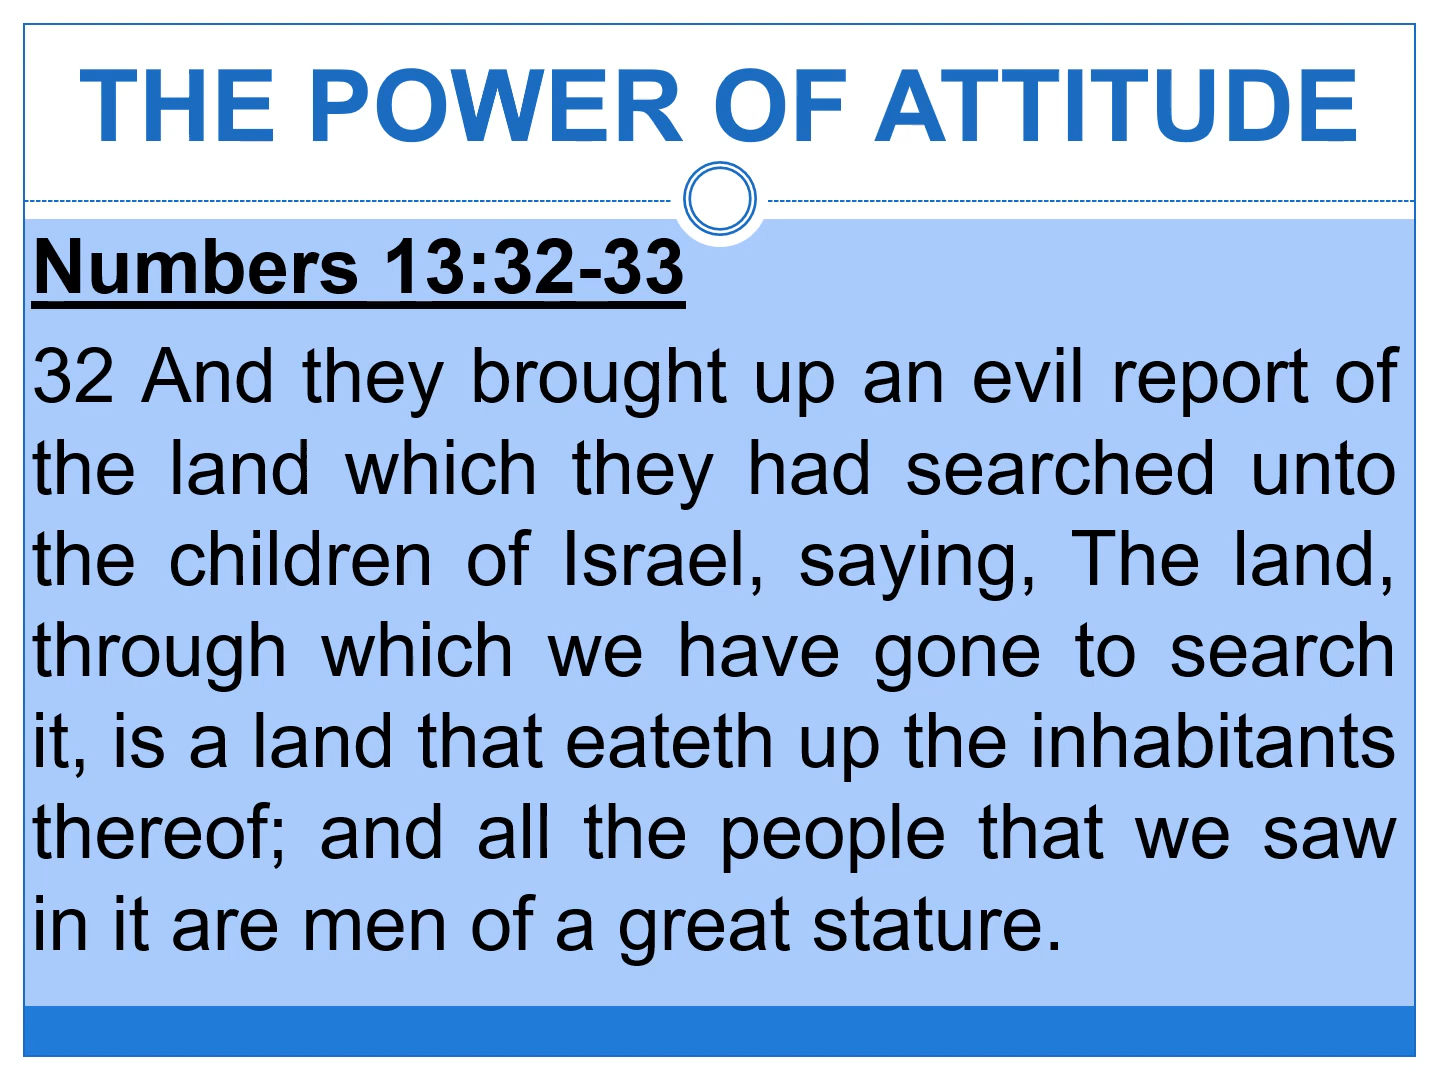 THE POWER OF ATTITUDE
Numbers 13:32-33
32 And they brought up an evil report of
the land which they had searched unto
the children of Israel, saying, The land,
through which we have gone to search
it, is a land that eateth up the inhabitants
thereof; and all the people that we saw
in it are men of a great stature.